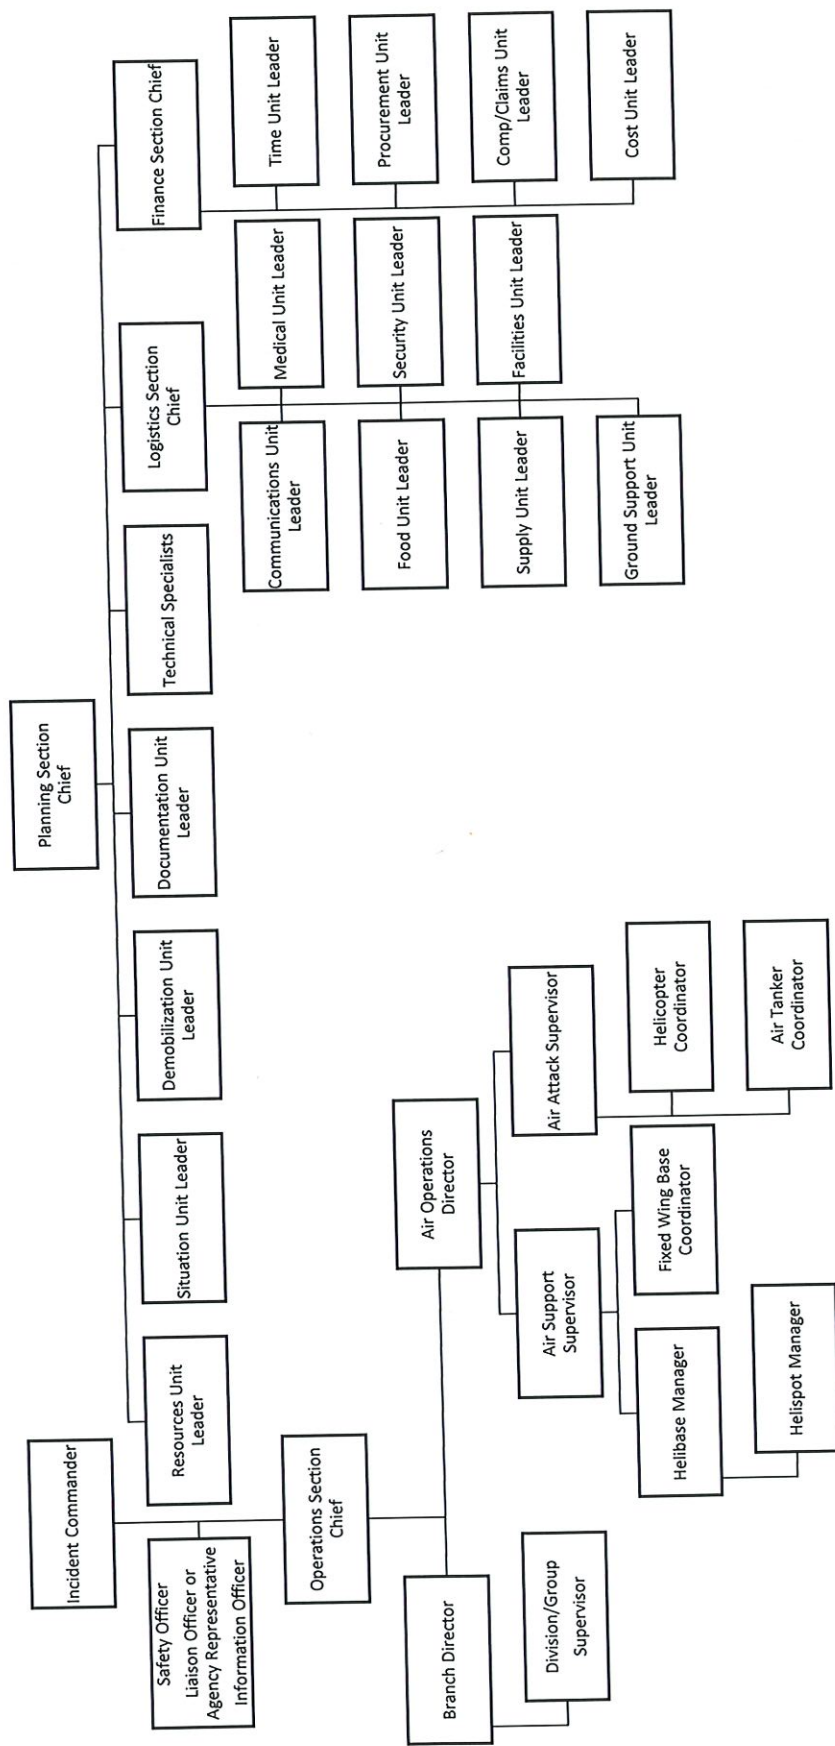 Incident Commander
Safety Officer
Liaison Officer or
Agency Representative
Information Officer
Operations Section
Chief
Branch Director
Division/Group
Supervisor
Air Operations
Director
Air Support
Supervisor
Helibase Manager
Helispot Manager
Fixed Wing Base
Coordinator
Air Attack Supervisor
Helicopter
Coordinator
Air Tanker
Coordinator
Planning Section
Chief
Resources Unit
Leader
Situation Unit Leader
Demobilization Unit
Leader
Documentation Unit
Leader
Technical Specialists
Logistics Section
Chief
Communications Unit
Leader
Medical Unit Leader
Food Unit Leader
Security Unit Leader
Supply Unit Leader
Facilities Unit Leader
Ground Support Unit
Leader
Finance Section Chief
Time Unit Leader
Procurement Unit
Leader
Comp/Claims Unit
Leader
Cost Unit Leader